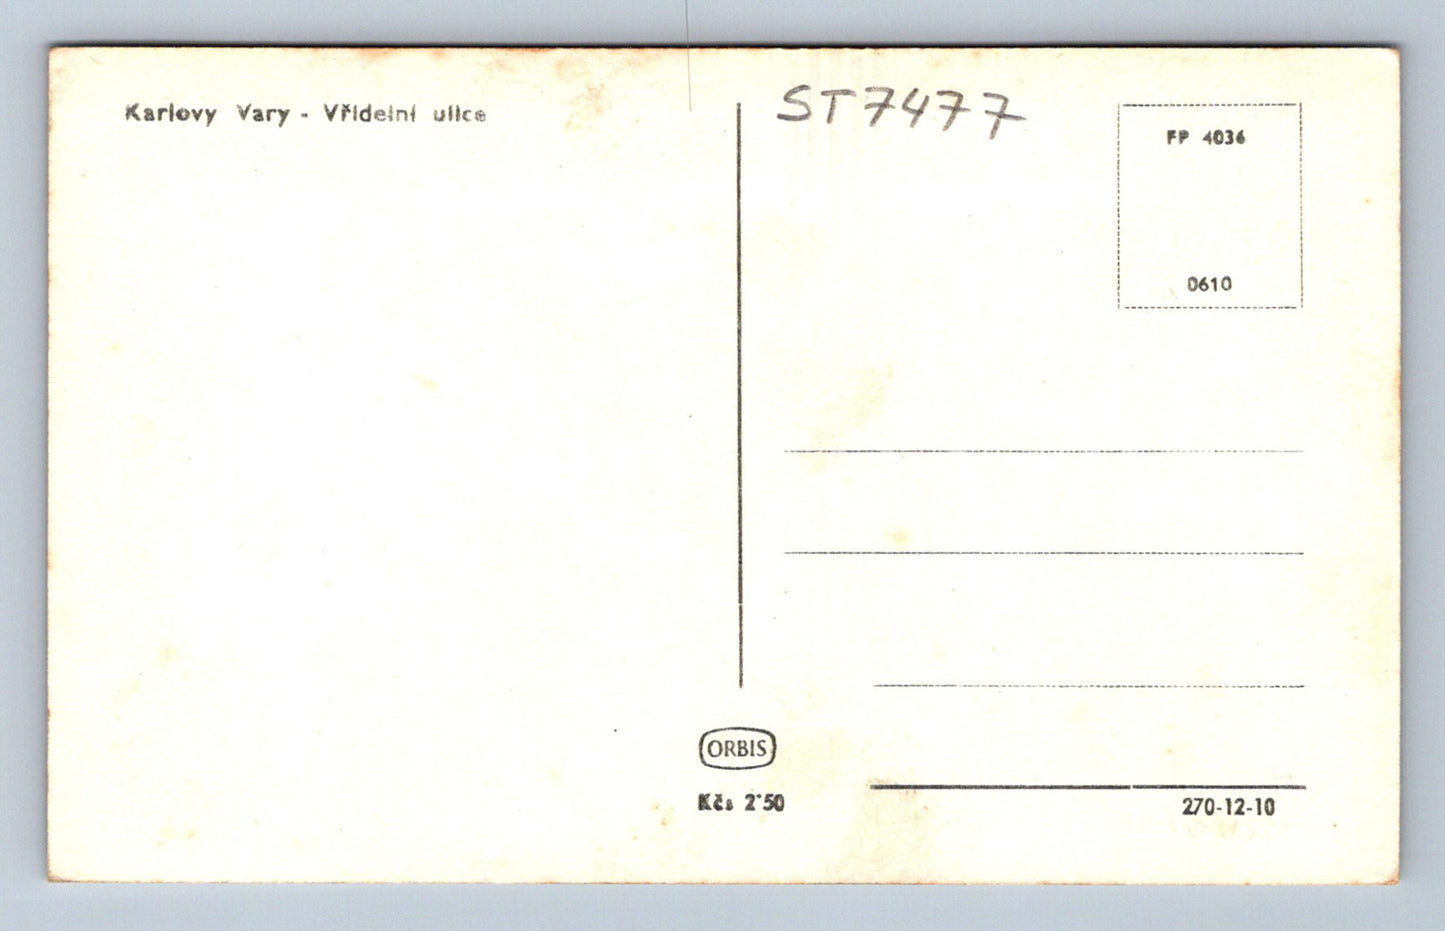 Karlovy Vary - Vřídelní ulice
ST7477
FP 4036
0610
ORBIS
Kčs 2·50
270-12-10